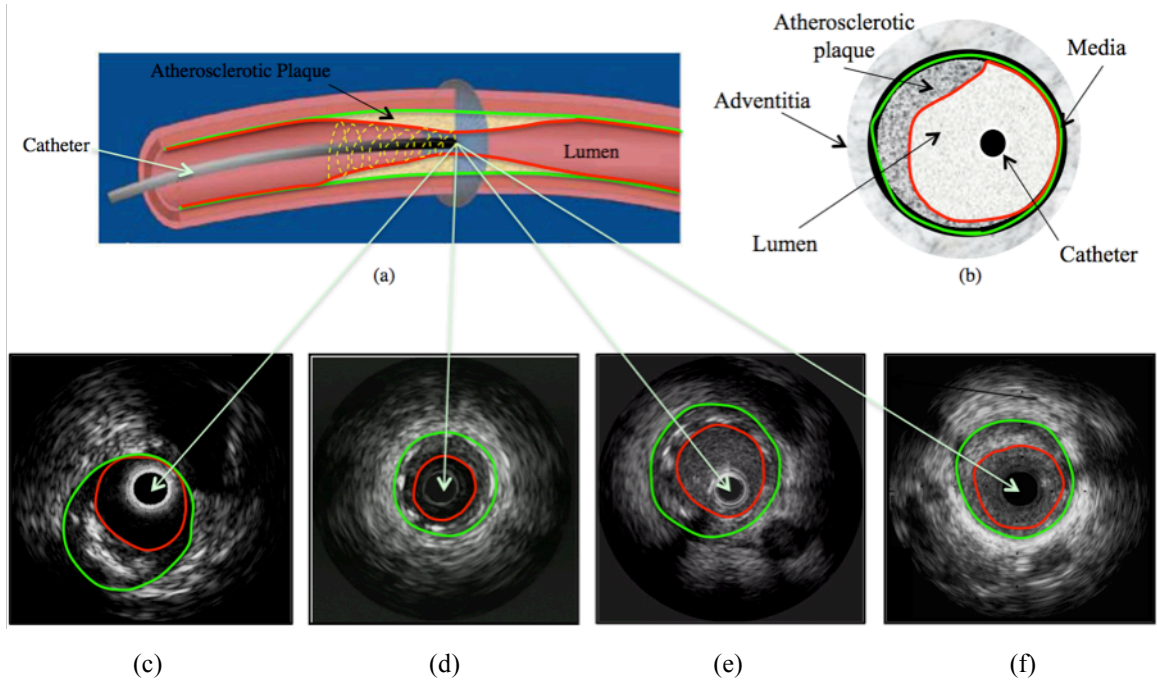 Atherosclerotic Plaque
Catheter
Lumen
(a)
Atherosclerotic
plaque
Media
Adventitia
Lumen
Catheter
(b)
(c)
(d)
(e)
(f)